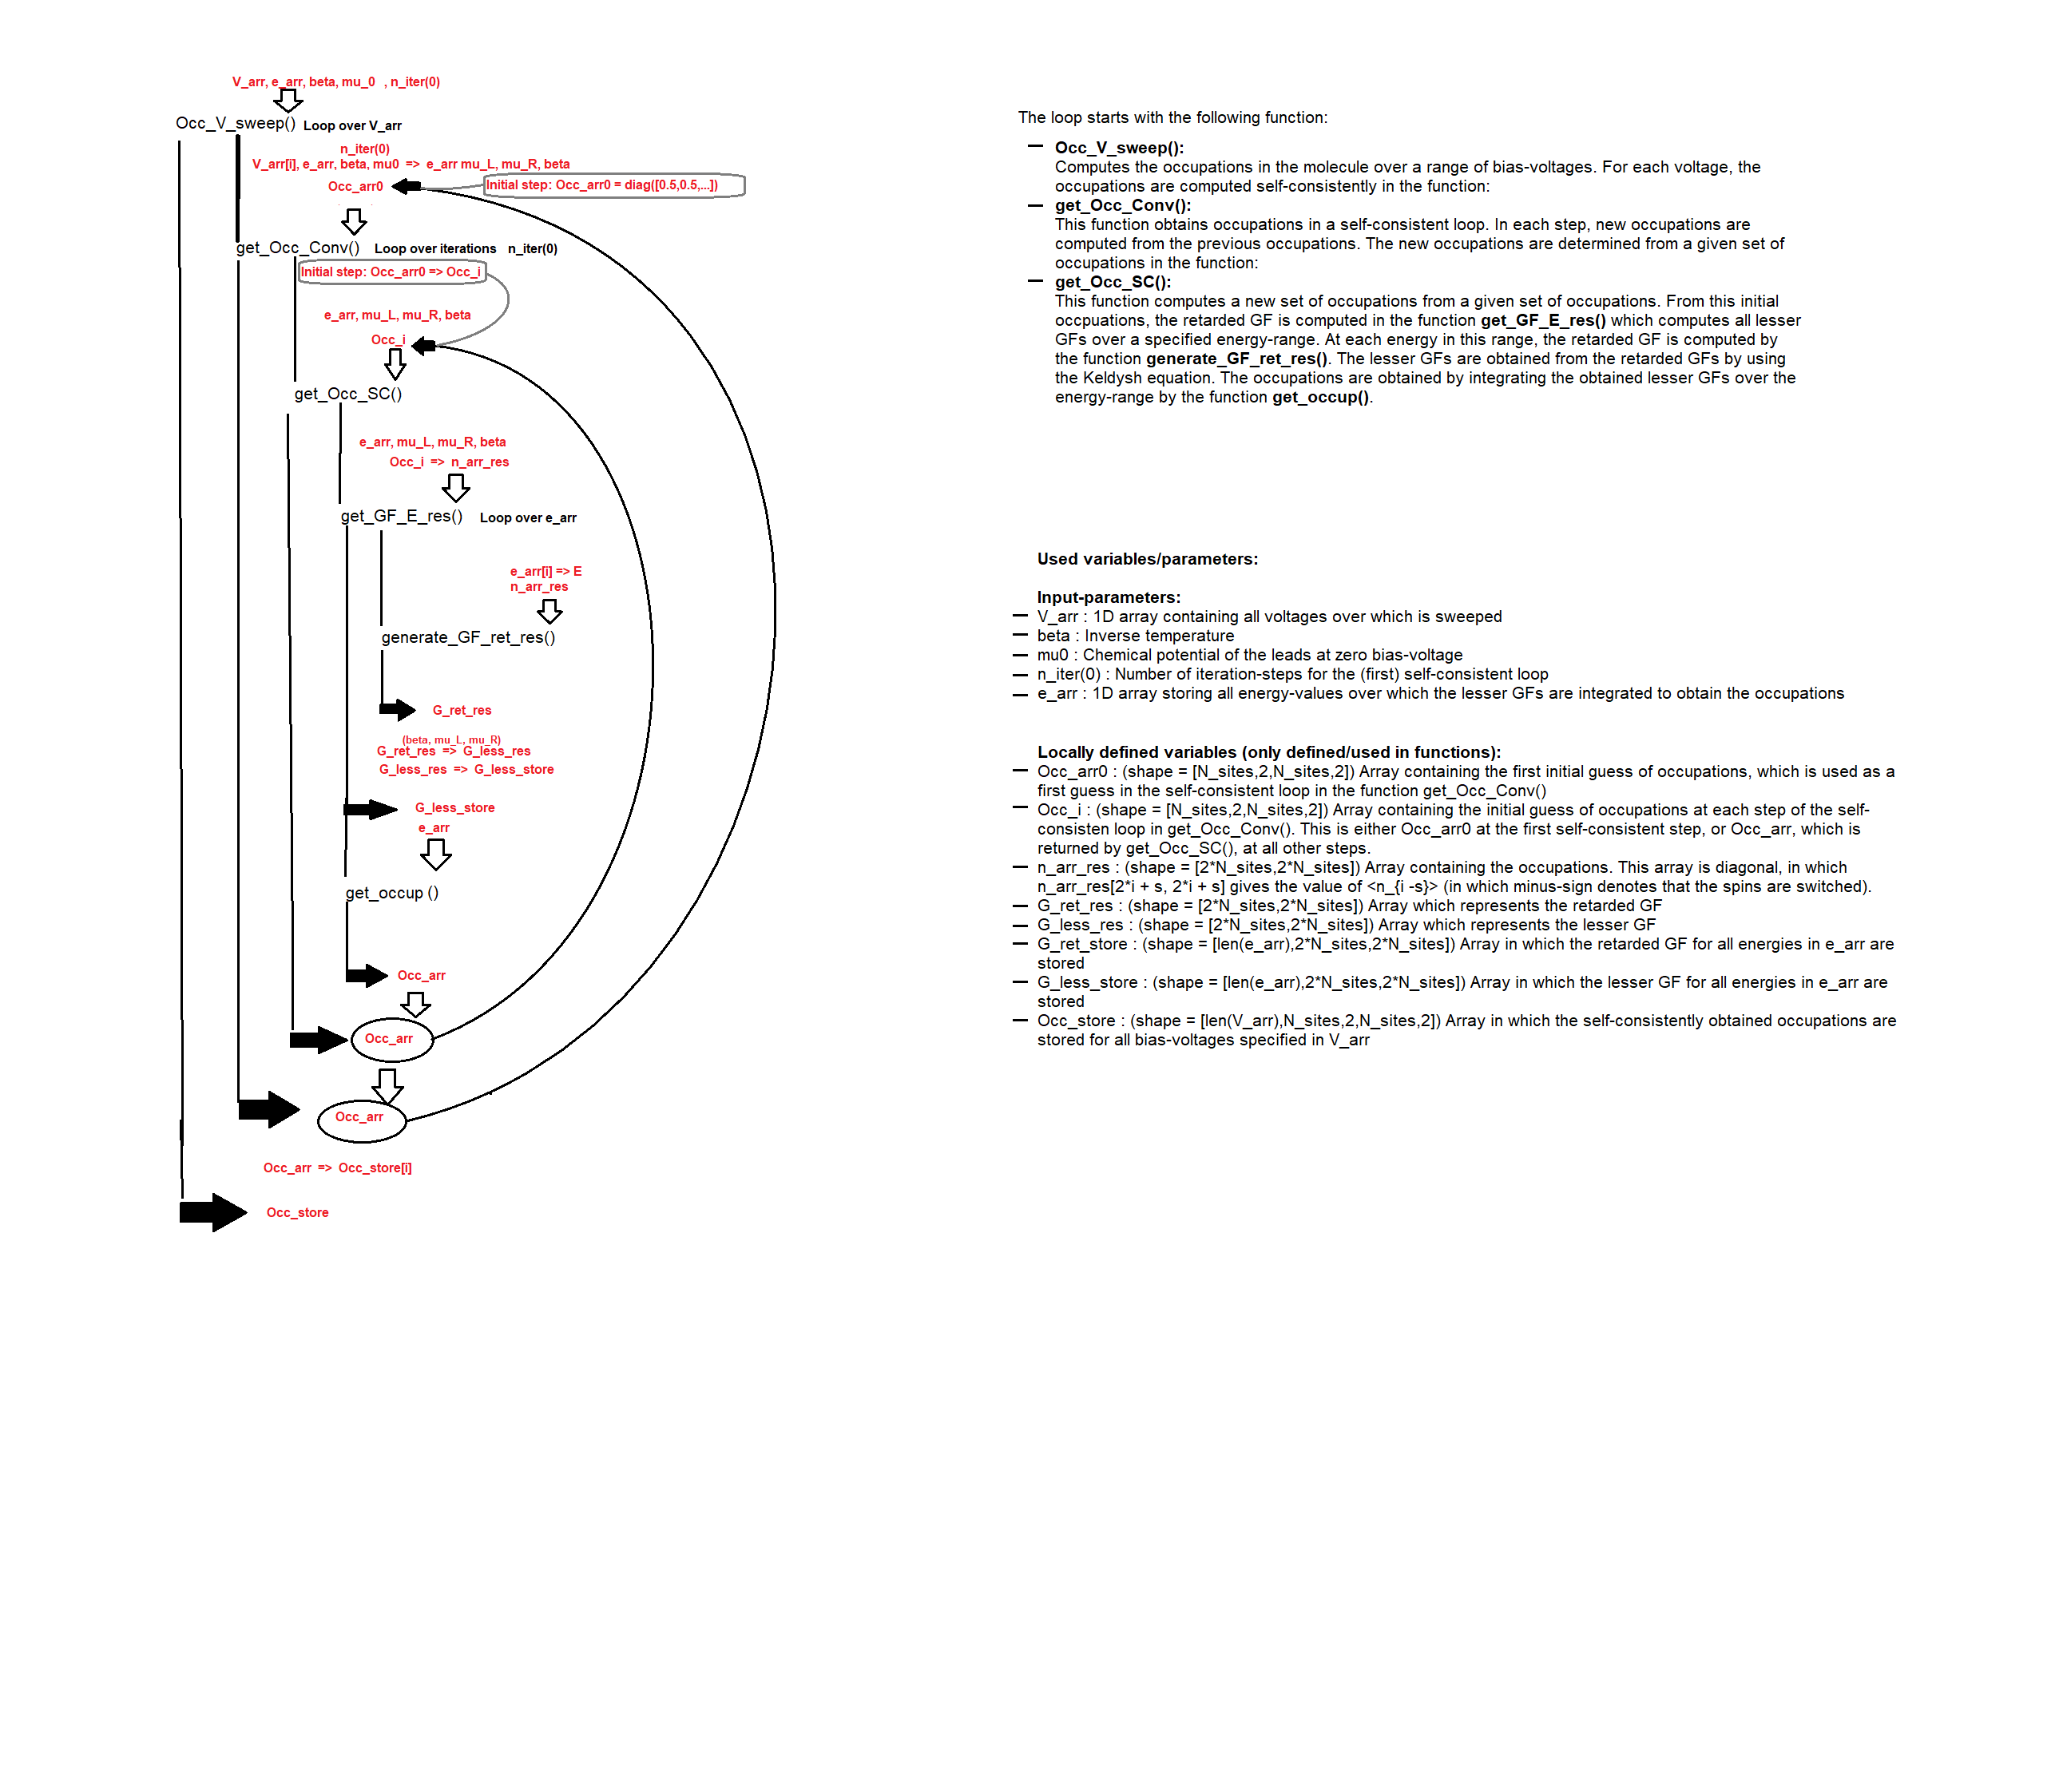 V_arr, e_arr, beta, mu_0 , n_iter(0)
Occ_V_sweep() Loop over V_arr
n_iter(0)
V_arr[i], e_arr, beta, mu0 => e_arr mu_L, mu_R, beta
Occ_arr0
Initial step: Occ_arr0 = diag([0.5,0.5,...])
get_Occ_Conv() Loop over iterations n_iter(0)
Initial step: Occ_arr0 => Occ_i
e_arr, mu_L, mu_R, beta
Occ_i
get_Occ_SC()
e_arr, mu_L, mu_R, beta
Occ_i => n_arr_res
get_GF_E_res() Loop over e_arr
e_arr[i] => E
n_arr_res
generate_GF_ret_res()
G_ret_res
(beta, mu_L, mu_R)
G_ret_res => G_less_res
G_less_res => G_less_store
G_less_store
e_arr
get_occup ()
Occ_arr
Occ_arr
Occ_arr
Occ_arr => Occ_store[i]
Occ_store
The loop starts with the following function:
— Occ_V_sweep():
Computes the occupations in the molecule over a range of bias-voltages. For each voltage, the
occupations are computed self-consistently in the function:
— get_Occ_Conv():
This function obtains occupations in a self-consistent loop. In each step, new occupations are
computed from the previous occupations. The new occupations are determined from a given set of
occupations in the function:
— get_Occ_SC():
This function computes a new set of occupations from a given set of occupations. From this initial
occpuations, the retarded GF is computed in the function get_GF_E_res() which computes all lesser
GFs over a specified energy-range. At each energy in this range, the retarded GF is computed by
the function generate_GF_ret_res(). The lesser GFs are obtained from the retarded GFs by using
the Keldysh equation. The occupations are obtained by integrating the obtained lesser GFs over the
energy-range by the function get_occup().
Used variables/parameters:
Input-parameters:
— V_arr : 1D array containing all voltages over which is sweeped
— beta : Inverse temperature
— mu0 : Chemical potential of the leads at zero bias-voltage
— n_iter(0) : Number of iteration-steps for the (first) self-consistent loop
— e_arr : 1D array storing all energy-values over which the lesser GFs are integrated to obtain the occupations
Locally defined variables (only defined/used in functions):
— Occ_arr0 : (shape = [N_sites,2,N_sites,2]) Array containing the first initial guess of occupations, which is used as a
first guess in the self-consistent loop in the function get_Occ_Conv()
— Occ_i : (shape = [N_sites,2,N_sites,2]) Array containing the initial guess of occupations at each step of the self-
consisten loop in get_Occ_Conv(). This is either Occ_arr0 at the first self-consistent step, or Occ_arr, which is
returned by get_Occ_SC(), at all other steps.
— n_arr_res : (shape = [2*N_sites,2*N_sites]) Array containing the occupations. This array is diagonal, in which
n_arr_res[2*i + s, 2*i + s] gives the value of <n_{i -s}> (in which minus-sign denotes that the spins are switched).
— G_ret_res : (shape = [2*N_sites,2*N_sites]) Array which represents the retarded GF
— G_less_res : (shape = [2*N_sites,2*N_sites]) Array which represents the lesser GF
— G_ret_store : (shape = [len(e_arr),2*N_sites,2*N_sites]) Array in which the retarded GF for all energies in e_arr are
stored
— G_less_store : (shape = [len(e_arr),2*N_sites,2*N_sites]) Array in which the lesser GF for all energies in e_arr are
stored
— Occ_store : (shape = [len(V_arr),N_sites,2,N_sites,2]) Array in which the self-consistently obtained occupations are
stored for all bias-voltages specified in V_arr